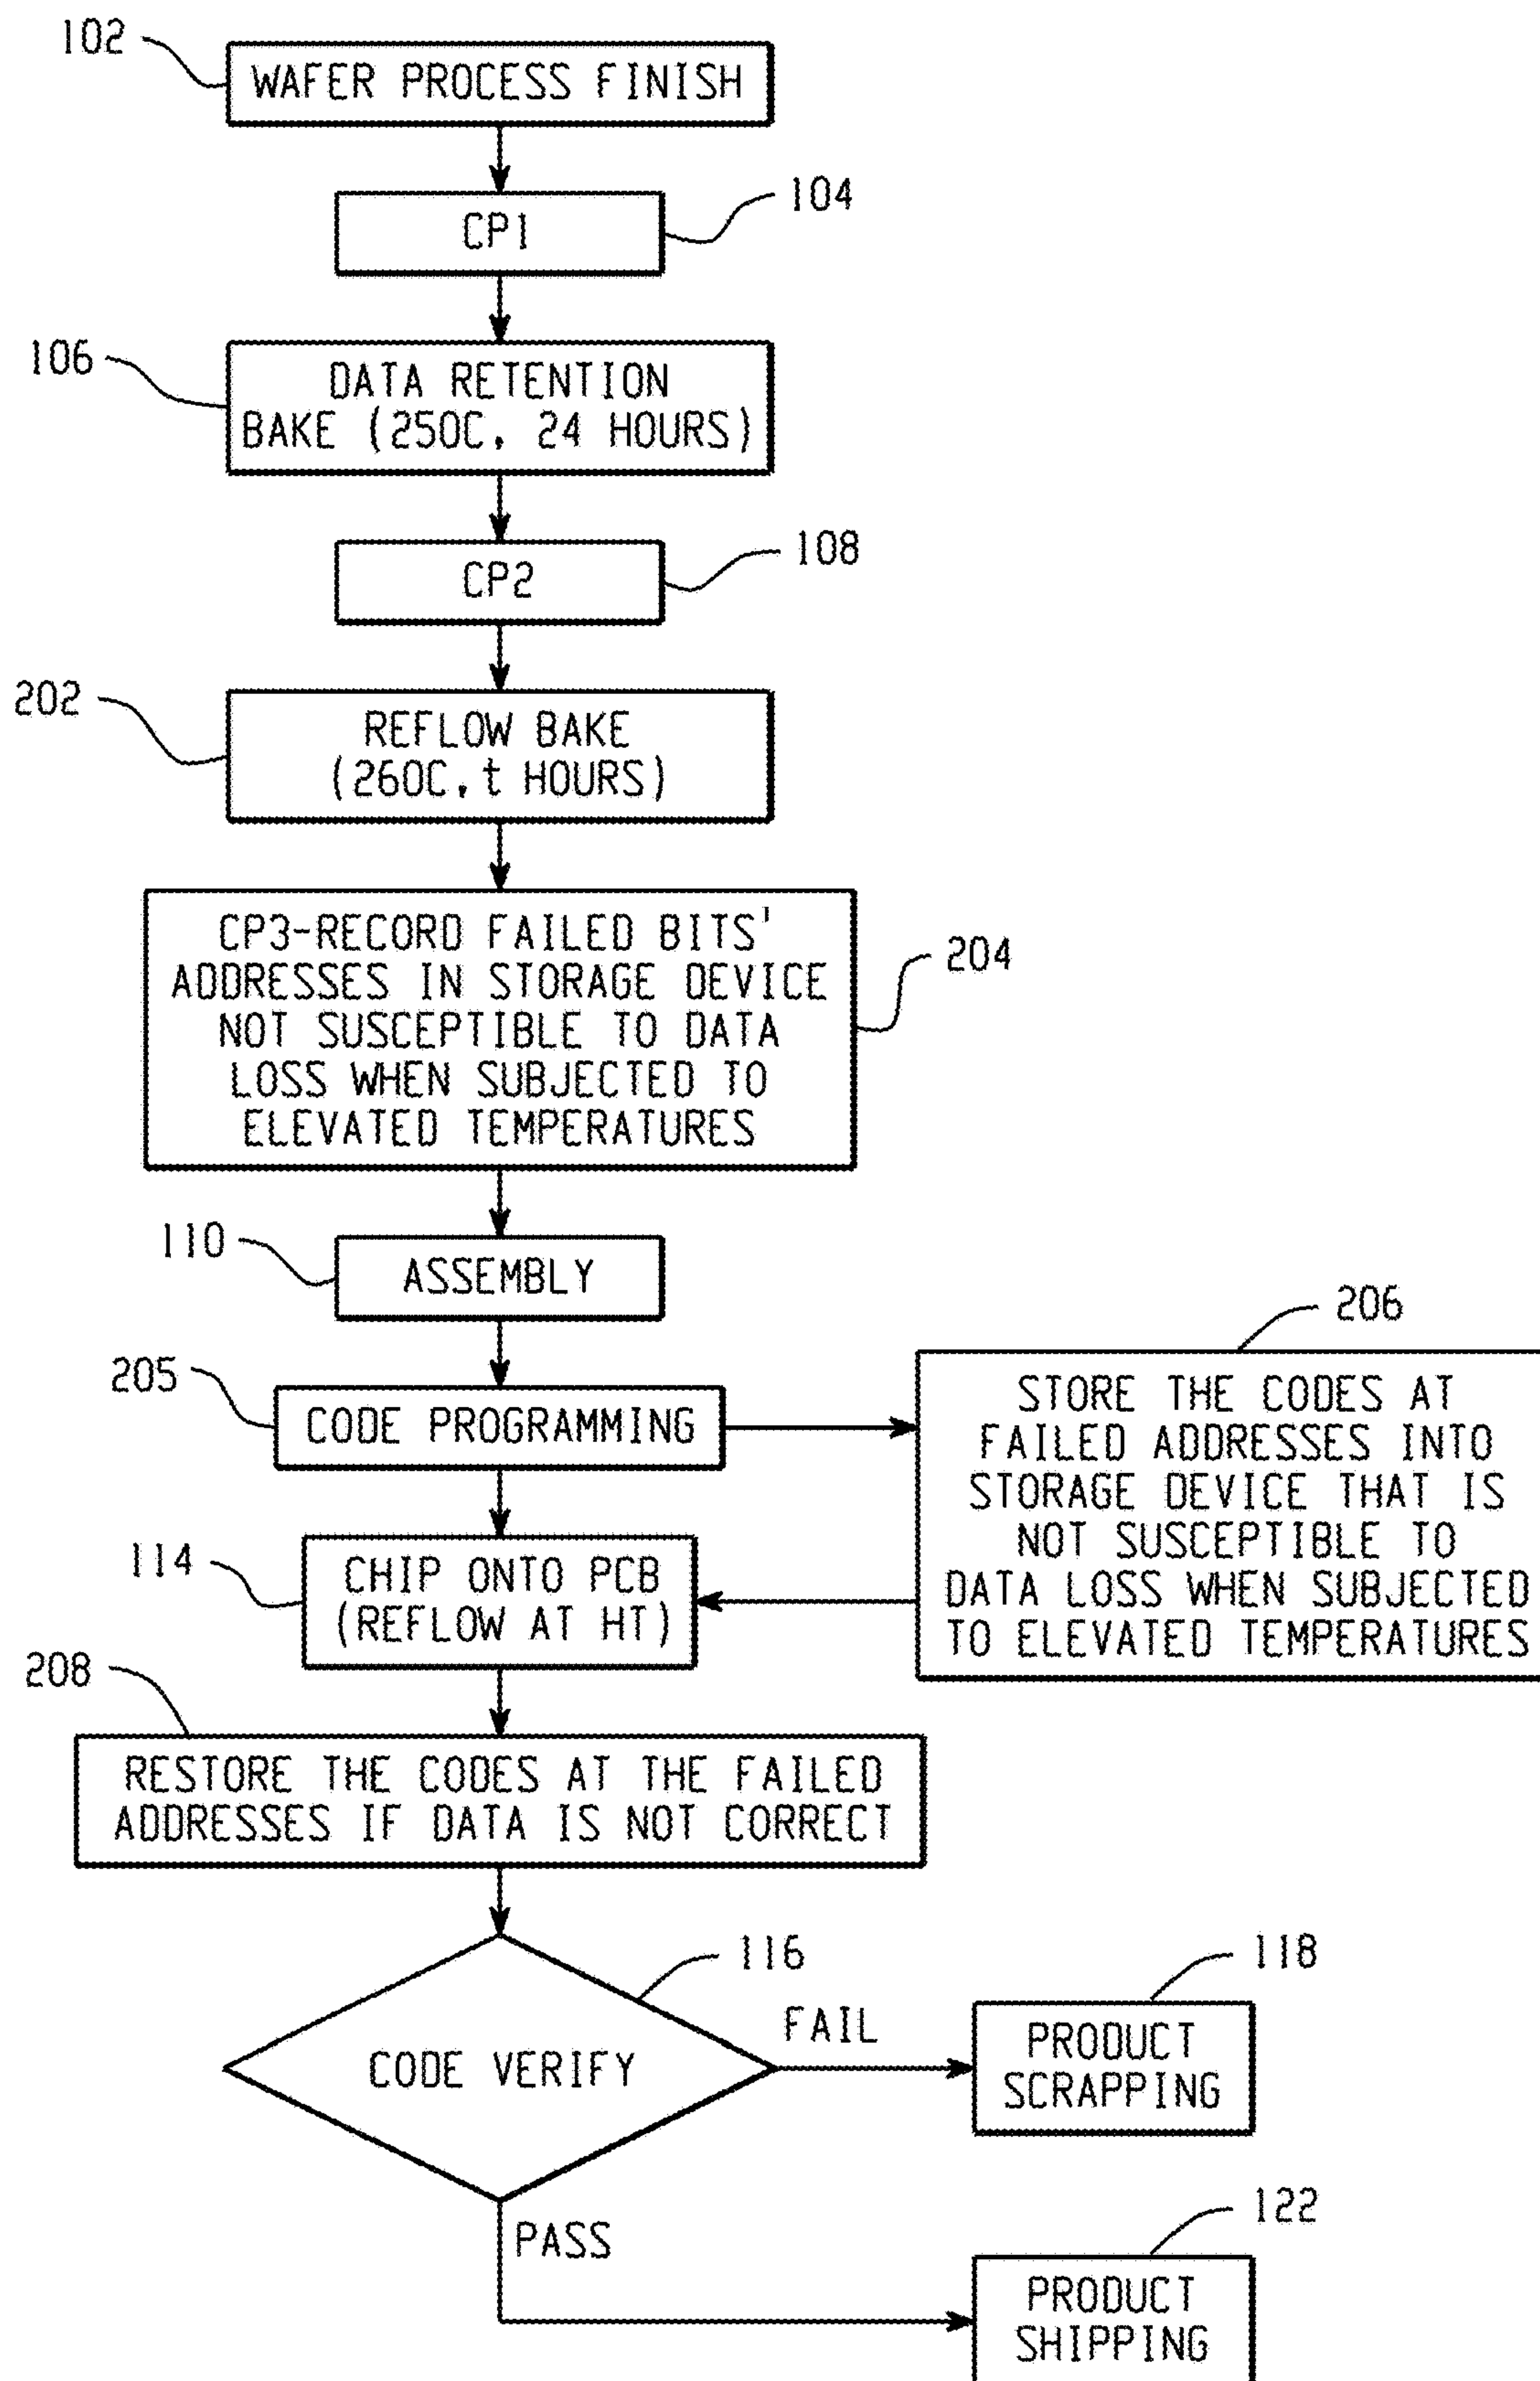 102
WAFER PROCESS FINISH
104
CP1
106
DATA RETENTION
BAKE (250C, 24 HOURS)
108
CP2
202
REFLOW BAKE
(260C, t HOURS)
204
CP3-RECORD FAILED BITS'
ADDRESSES IN STORAGE DEVICE
NOT SUSCEPTIBLE TO DATA
LOSS WHEN SUBJECTED TO
ELEVATED TEMPERATURES
110
ASSEMBLY
205
CODE PROGRAMMING
206
STORE THE CODES AT
FAILED ADDRESSES INTO
STORAGE DEVICE THAT IS
NOT SUSCEPTIBLE TO
DATA LOSS WHEN SUBJECTED
TO ELEVATED TEMPERATURES
114
CHIP ONTO PCB
(REFLOW AT HT)
208
RESTORE THE CODES AT THE FAILED
ADDRESSES IF DATA IS NOT CORRECT
116
CODE VERIFY
FAIL
118
PRODUCT
SCRAPPING
PASS
122
PRODUCT
SHIPPING